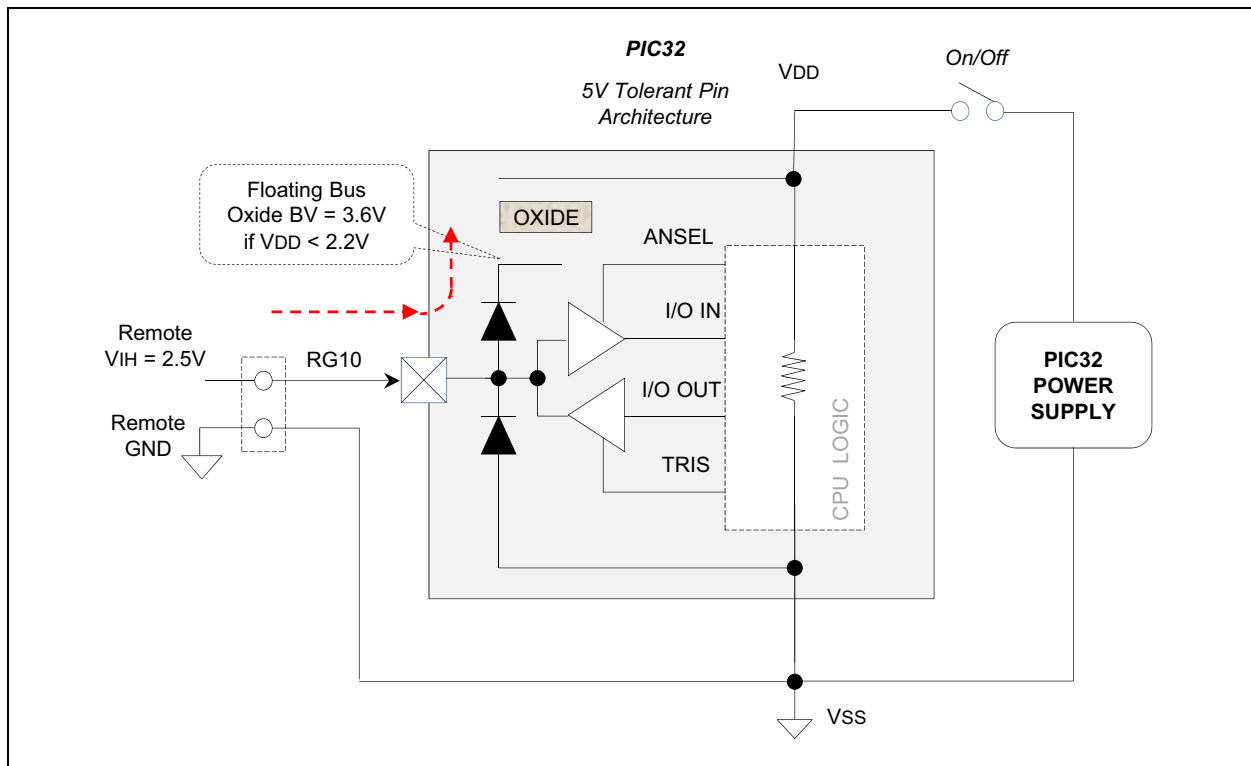 PIC32
5V Tolerant Pin
Architecture
VDD
On/Off
Floating Bus
Oxide BV = 3.6V
if VDD < 2.2V
OXIDE
ANSEL
I/O IN
Remote
VIH = 2.5V
RG10
I/O OUT
Remote
GND
TRIS
CPU LOGIC
PIC32
POWER
SUPPLY
VSS